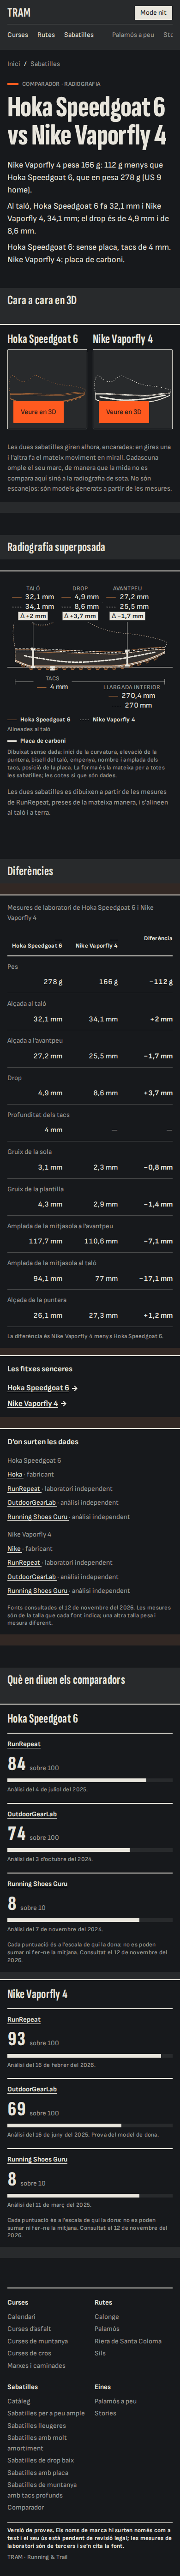 TRAM
Mode nit
Curses Rutes Sabatilles Palamós a peu
Inici / Sabatilles
COMPARADOR · RADIOGRAFIA
Hoka Speedgoat 6
vs Nike Vaporfly 4
Nike Vaporfly 4 pesa 166 g: 112 g menys que
Hoka Speedgoat 6, que en pesa 278 g (US 9
home).
Al taló, Hoka Speedgoat 6 fa 32,1 mm i Nike
Vaporfly 4, 34,1 mm; el drop és de 4,9 mm i de
8,6 mm.
Hoka Speedgoat 6: sense placa, tacs de 4 mm.
Nike Vaporfly 4: placa de carboni.
Cara a cara en 3D
Hoka Speedgoat 6
Nike Vaporfly 4
Veure en 3D
Veure en 3D
Les dues sabatilles giren alhora, encarades: en gires una
i l'altra fa el mateix moviment en mirall. Cadascuna
omple el seu marc, de manera que la mida no es
compara aquí sinó a la radiografia de sota. No són
escanejos: són models generats a partir de les mesures.
Radiografia superposada
TALÓ DROP AVANTPEU
32,1 mm 4,9 mm 27,2 mm
34,1 mm 8,6 mm 25,5 mm
Δ +2 mm Δ +3,7 mm Δ −1,7 mm
TACS
4 mm
LLARGADA INTERIOR
270,4 mm
270 mm
Hoka Speedgoat 6 Nike Vaporfly 4
Alineades al taló
Placa de carboni
Dibuixat sense dada: inici de la curvatura, elevació de la
puntera, bisell del taló, empenya, nombre i amplada dels
tacs, posició de la placa. La forma és la mateixa per a totes
les sabatilles; les cotes sí que són dades.
Les dues sabatilles es dibuixen a partir de les mesures
de RunRepeat, preses de la mateixa manera, i s'alineen
al taló i a terra.
Diferències
Mesures de laboratori de Hoka Speedgoat 6 i Nike
Vaporfly 4
Hoka Speedgoat 6 Nike Vaporfly 4 Diferència
Pes
278 g 166 g −112 g
Alçada al taló
32,1 mm 34,1 mm +2 mm
Alçada a l'avantpeu
27,2 mm 25,5 mm −1,7 mm
Drop
4,9 mm 8,6 mm +3,7 mm
Profunditat dels tacs
4 mm — —
Gruix de la sola
3,1 mm 2,3 mm −0,8 mm
Gruix de la plantilla
4,3 mm 2,9 mm −1,4 mm
Amplada de la mitjasola a l'avantpeu
117,7 mm 110,6 mm −7,1 mm
Amplada de la mitjasola al taló
94,1 mm 77 mm −17,1 mm
Alçada de la puntera
26,1 mm 27,3 mm +1,2 mm
La diferència és Nike Vaporfly 4 menys Hoka Speedgoat 6.
Les fitxes senceres
Hoka Speedgoat 6 →
Nike Vaporfly 4 →
D'on surten les dades
Hoka Speedgoat 6
Hoka · fabricant
RunRepeat · laboratori independent
OutdoorGearLab · anàlisi independent
Running Shoes Guru · anàlisi independent
Nike Vaporfly 4
Nike · fabricant
RunRepeat · laboratori independent
OutdoorGearLab · anàlisi independent
Running Shoes Guru · anàlisi independent
Fonts consultades el 12 de novembre del 2026. Les mesures
són de la talla que cada font indica; una altra talla pesa i
mesura diferent.
Què en diuen els comparadors
Hoka Speedgoat 6
RunRepeat
84 sobre 100
Anàlisi del 4 de juliol del 2025.
OutdoorGearLab
74 sobre 100
Anàlisi del 3 d'octubre del 2024.
Running Shoes Guru
8 sobre 10
Anàlisi del 7 de novembre del 2024.
Cada puntuació és a l'escala de qui la dona: no es poden
sumar ni fer-ne la mitjana. Consultat el 12 de novembre del
2026.
Nike Vaporfly 4
RunRepeat
93 sobre 100
Anàlisi del 16 de febrer del 2026.
OutdoorGearLab
69 sobre 100
Anàlisi del 16 de juny del 2025. Prova del model de dona.
Running Shoes Guru
8 sobre 10
Anàlisi del 11 de març del 2025.
Cada puntuació és a l'escala de qui la dona: no es poden
sumar ni fer-ne la mitjana. Consultat el 12 de novembre del
2026.
Curses Rutes
Calendari Calonge
Curses d'asfalt Palamós
Curses de muntanya Riera de Santa Coloma
Curses de cros Sils
Marxes i caminades
Sabatilles Eines
Catàleg Palamós a peu
Sabatilles per a peu ample Stories
Sabatilles lleugeres
Sabatilles amb molt
amortiment
Sabatilles de drop baix
Sabatilles amb placa
Sabatilles de muntanya
amb tacs profunds
Comparador
Versió de proves. Els noms de marca hi surten només com a
text i el seu ús està pendent de revisió legal; les mesures de
laboratori són de tercers i se'n cita la font.
TRAM · Running & Trail